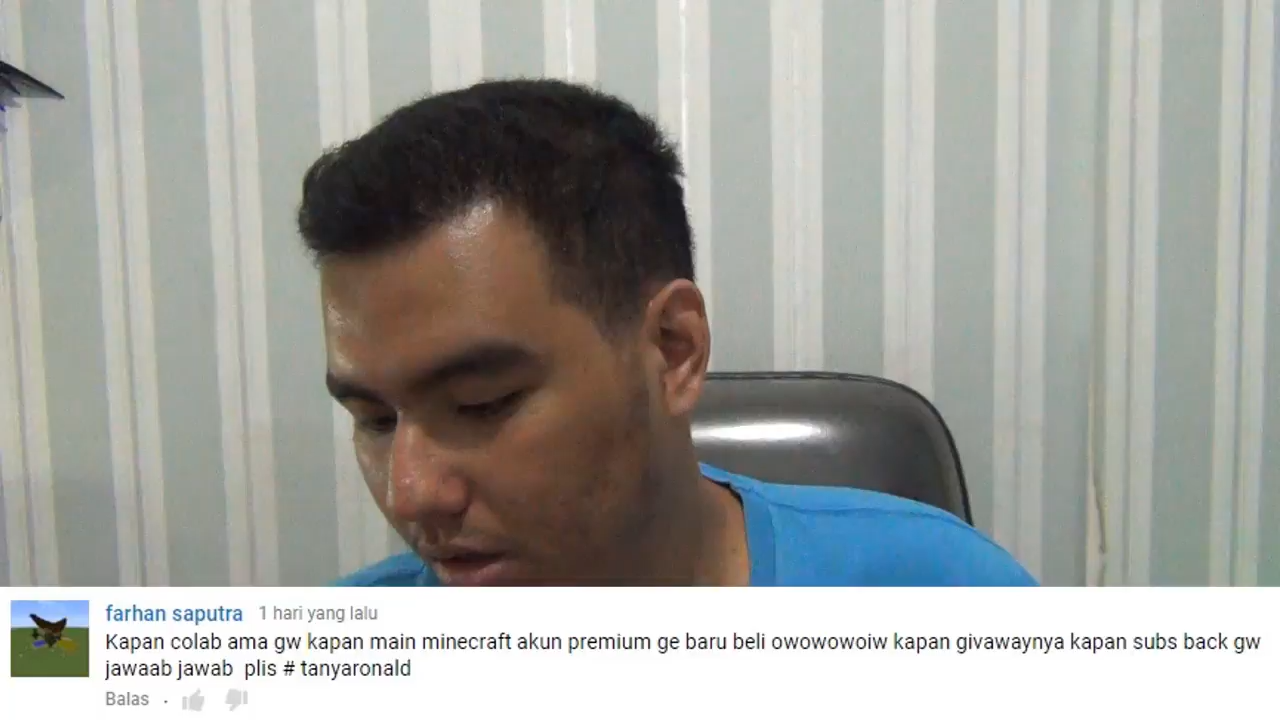 farhan saputra 1 hari yang lalu
Kapan colab ama gw kapan main minecraft akun premium ge baru beli owowowoiw kapan givawaynya kapan subs back gw
jawaab jawab plis # tanyaronald
Balas